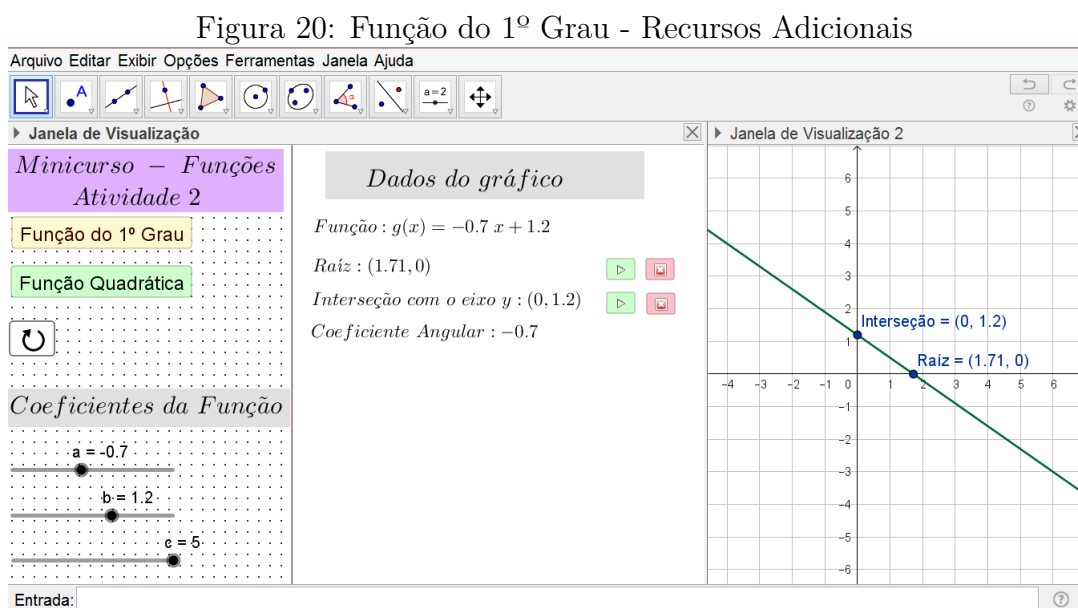 Figura 20: Função do 1º Grau - Recursos Adicionais
Arquivo Editar Exibir Opções Ferramentas Janela Ajuda
A
a=2
Janela de Visualização
Minicurso − Funções
Atividade 2
Função do 1º Grau
Função Quadrática
Coeficientes da Função
a = -0.7
b = 1.2
c = 5
Dados do gráfico
Função : g(x) = −0.7 x + 1.2
Raíz : (1.71, 0)
Interseção com o eixo y : (0, 1.2)
Coeficiente Angular : −0.7
Janela de Visualização 2
6
5
4
3
2
1
Interseção = (0, 1.2)
Raíz = (1.71, 0)
−4 −3 −2 −1 0 1 2 3 4 5 6
−1
−2
−3
−4
−5
−6
Entrada: